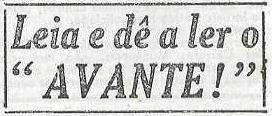 Leia e dê a ler o
“ AVANTE! ”